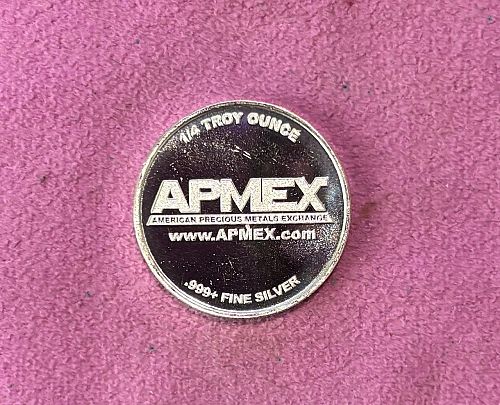 1/4 TROY OUNCE
APMEX
AMERICAN PRECIOUS METALS EXCHANGE
www.APMEX.com
.999+ FINE SILVER